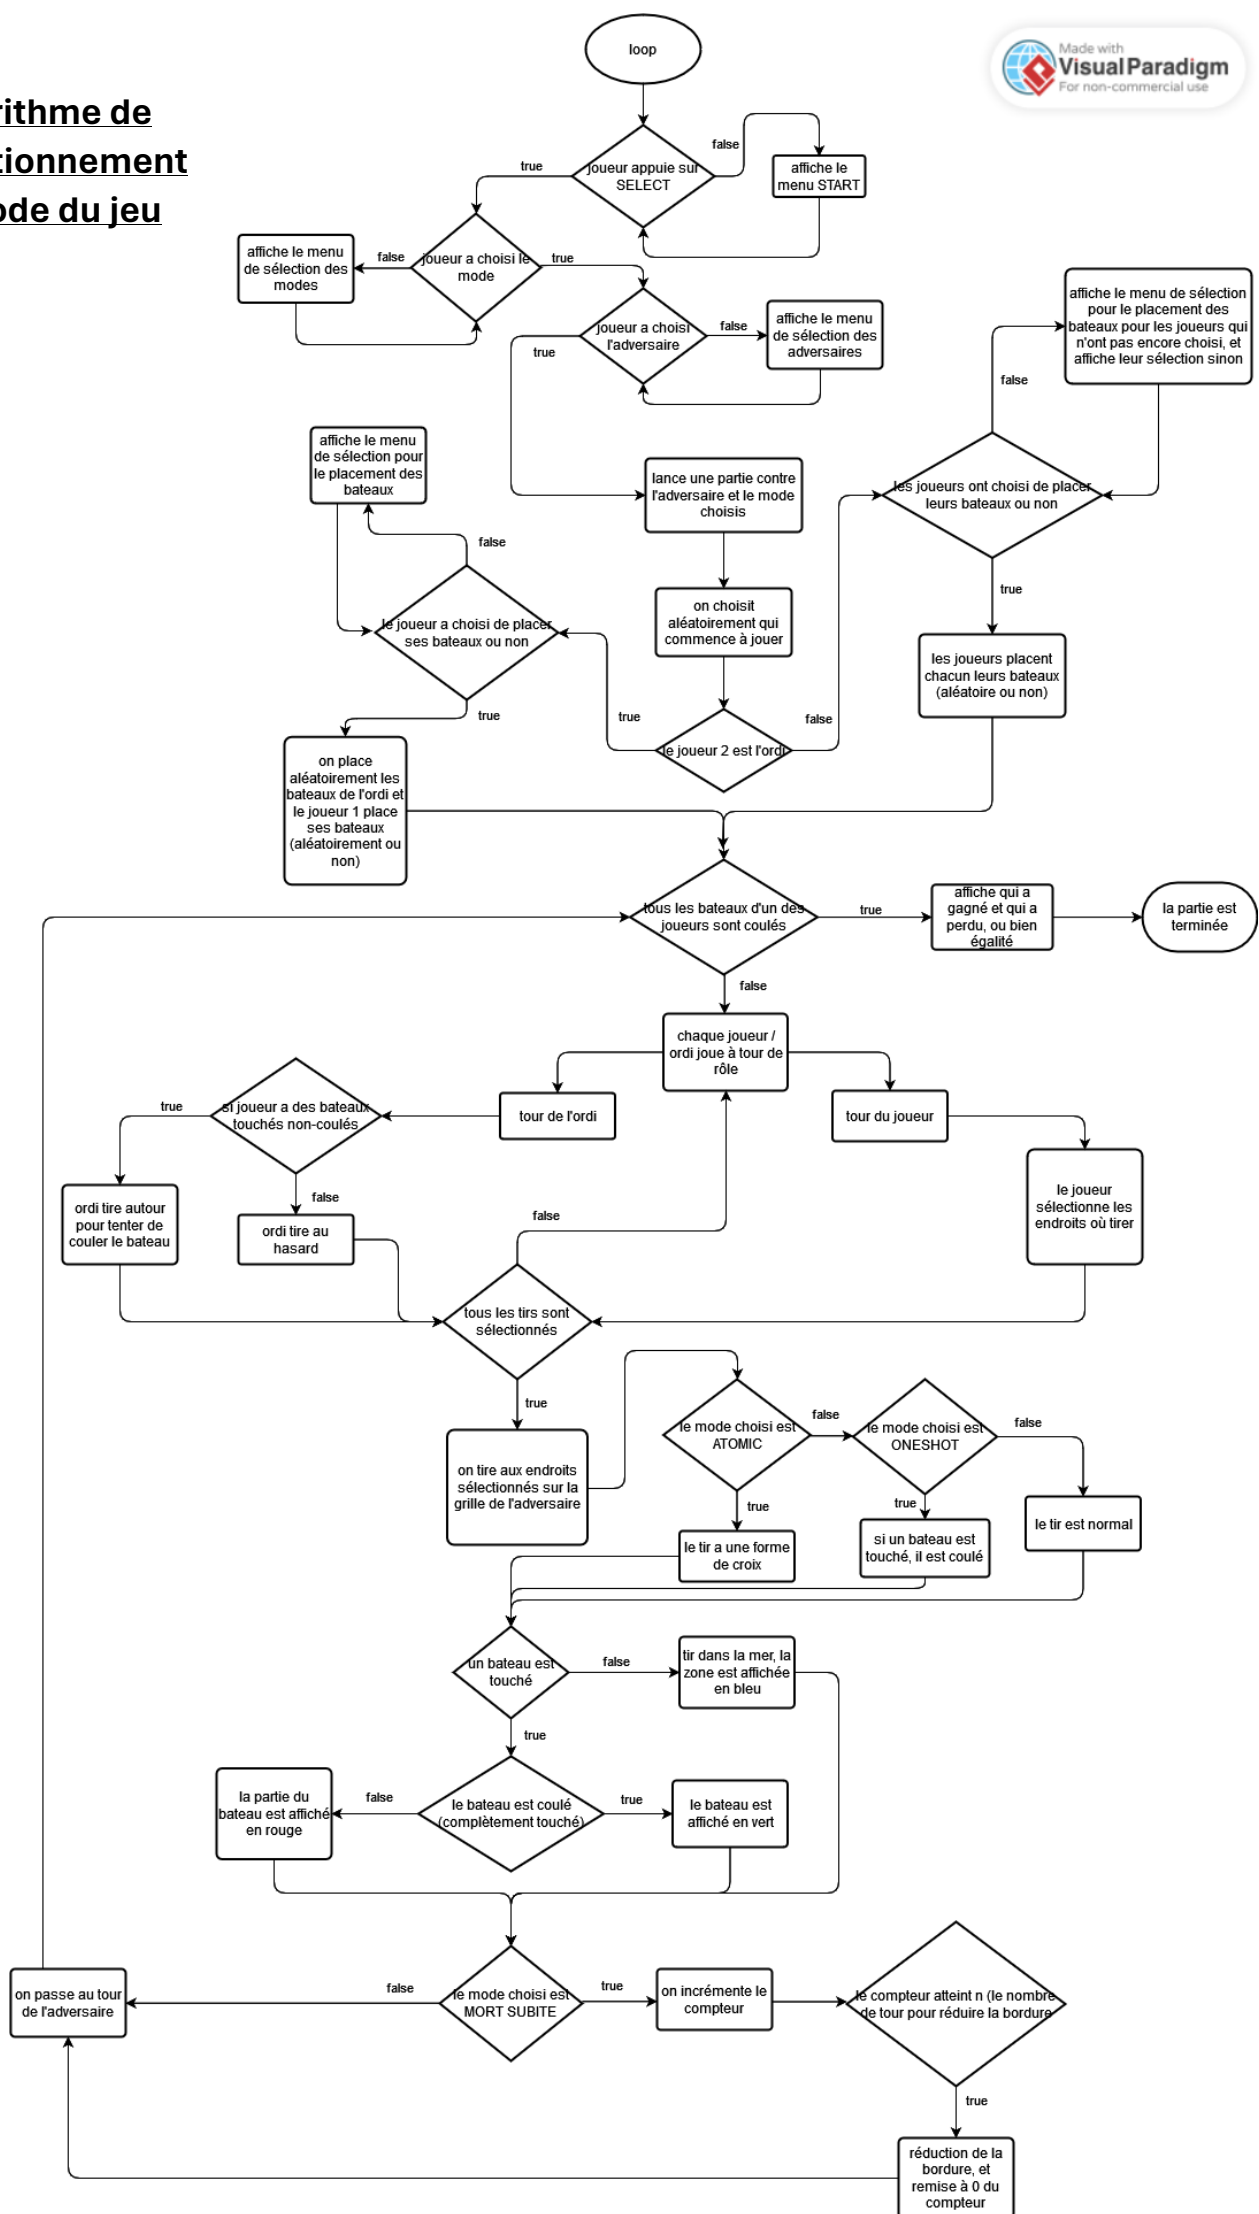 loop
Made with
Visual Paradigm
For non-commercial use
rithme de
tionnement
ode du jeu
joueur appuie sur
SELECT
true
false
affiche le
menu START
joueur a choisi le
mode
false
true
affiche le menu
de sélection des
modes
joueur a choisi
l'adversaire
false
true
affiche le menu
de sélection des
adversaires
affiche le menu de sélection
pour le placement des
bateaux pour les joueurs qui
n'ont pas encore choisi, et
affiche leur sélection sinon
false
affiche le menu
de sélection pour
le placement des
bateaux
false
lance une partie contre
l'adversaire et le mode
choisis
les joueurs ont choisi de placer
leurs bateaux ou non
true
on choisit
aléatoirement qui
commence à jouer
le joueur a choisi de placer
ses bateaux ou non
true
les joueurs placent
chacun leurs bateaux
(aléatoire ou non)
true
false
le joueur 2 est l'ordi
on place
aléatoirement les
bateaux de l'ordi et
le joueur 1 place
ses bateaux
(aléatoirement ou
non)
tous les bateaux d'un des
joueurs sont coulés
true
affiche qui a
gagné et qui a
perdu, ou bien
égalité
la partie est
terminée
false
chaque joueur /
ordi joue à tour de
rôle
tour de l'ordi
tour du joueur
si joueur a des bateaux
touchés non-coulés
true
false
ordi tire autour
pour tenter de
couler le bateau
ordi tire au
hasard
le joueur
sélectionne les
endroits où tirer
false
tous les tirs sont
sélectionnés
true
on tire aux endroits
sélectionnés sur la
grille de l'adversaire
le mode choisi est
ATOMIC
false
le mode choisi est
ONESHOT
false
true
true
le tir a une forme
de croix
si un bateau est
touché, il est coulé
le tir est normal
un bateau est
touché
false
tir dans la mer, la
zone est affichée
en bleu
true
la partie du
bateau est affiché
en rouge
false
le bateau est coulé
(complètement touché)
true
le bateau est
affiché en vert
on passe au tour
de l'adversaire
false
le mode choisi est
MORT SUBITE
true
on incrémente le
compteur
le compteur atteint n (le nombre
de tour pour réduire la bordure
true
réduction de la
bordure, et
remise à 0 du
compteur